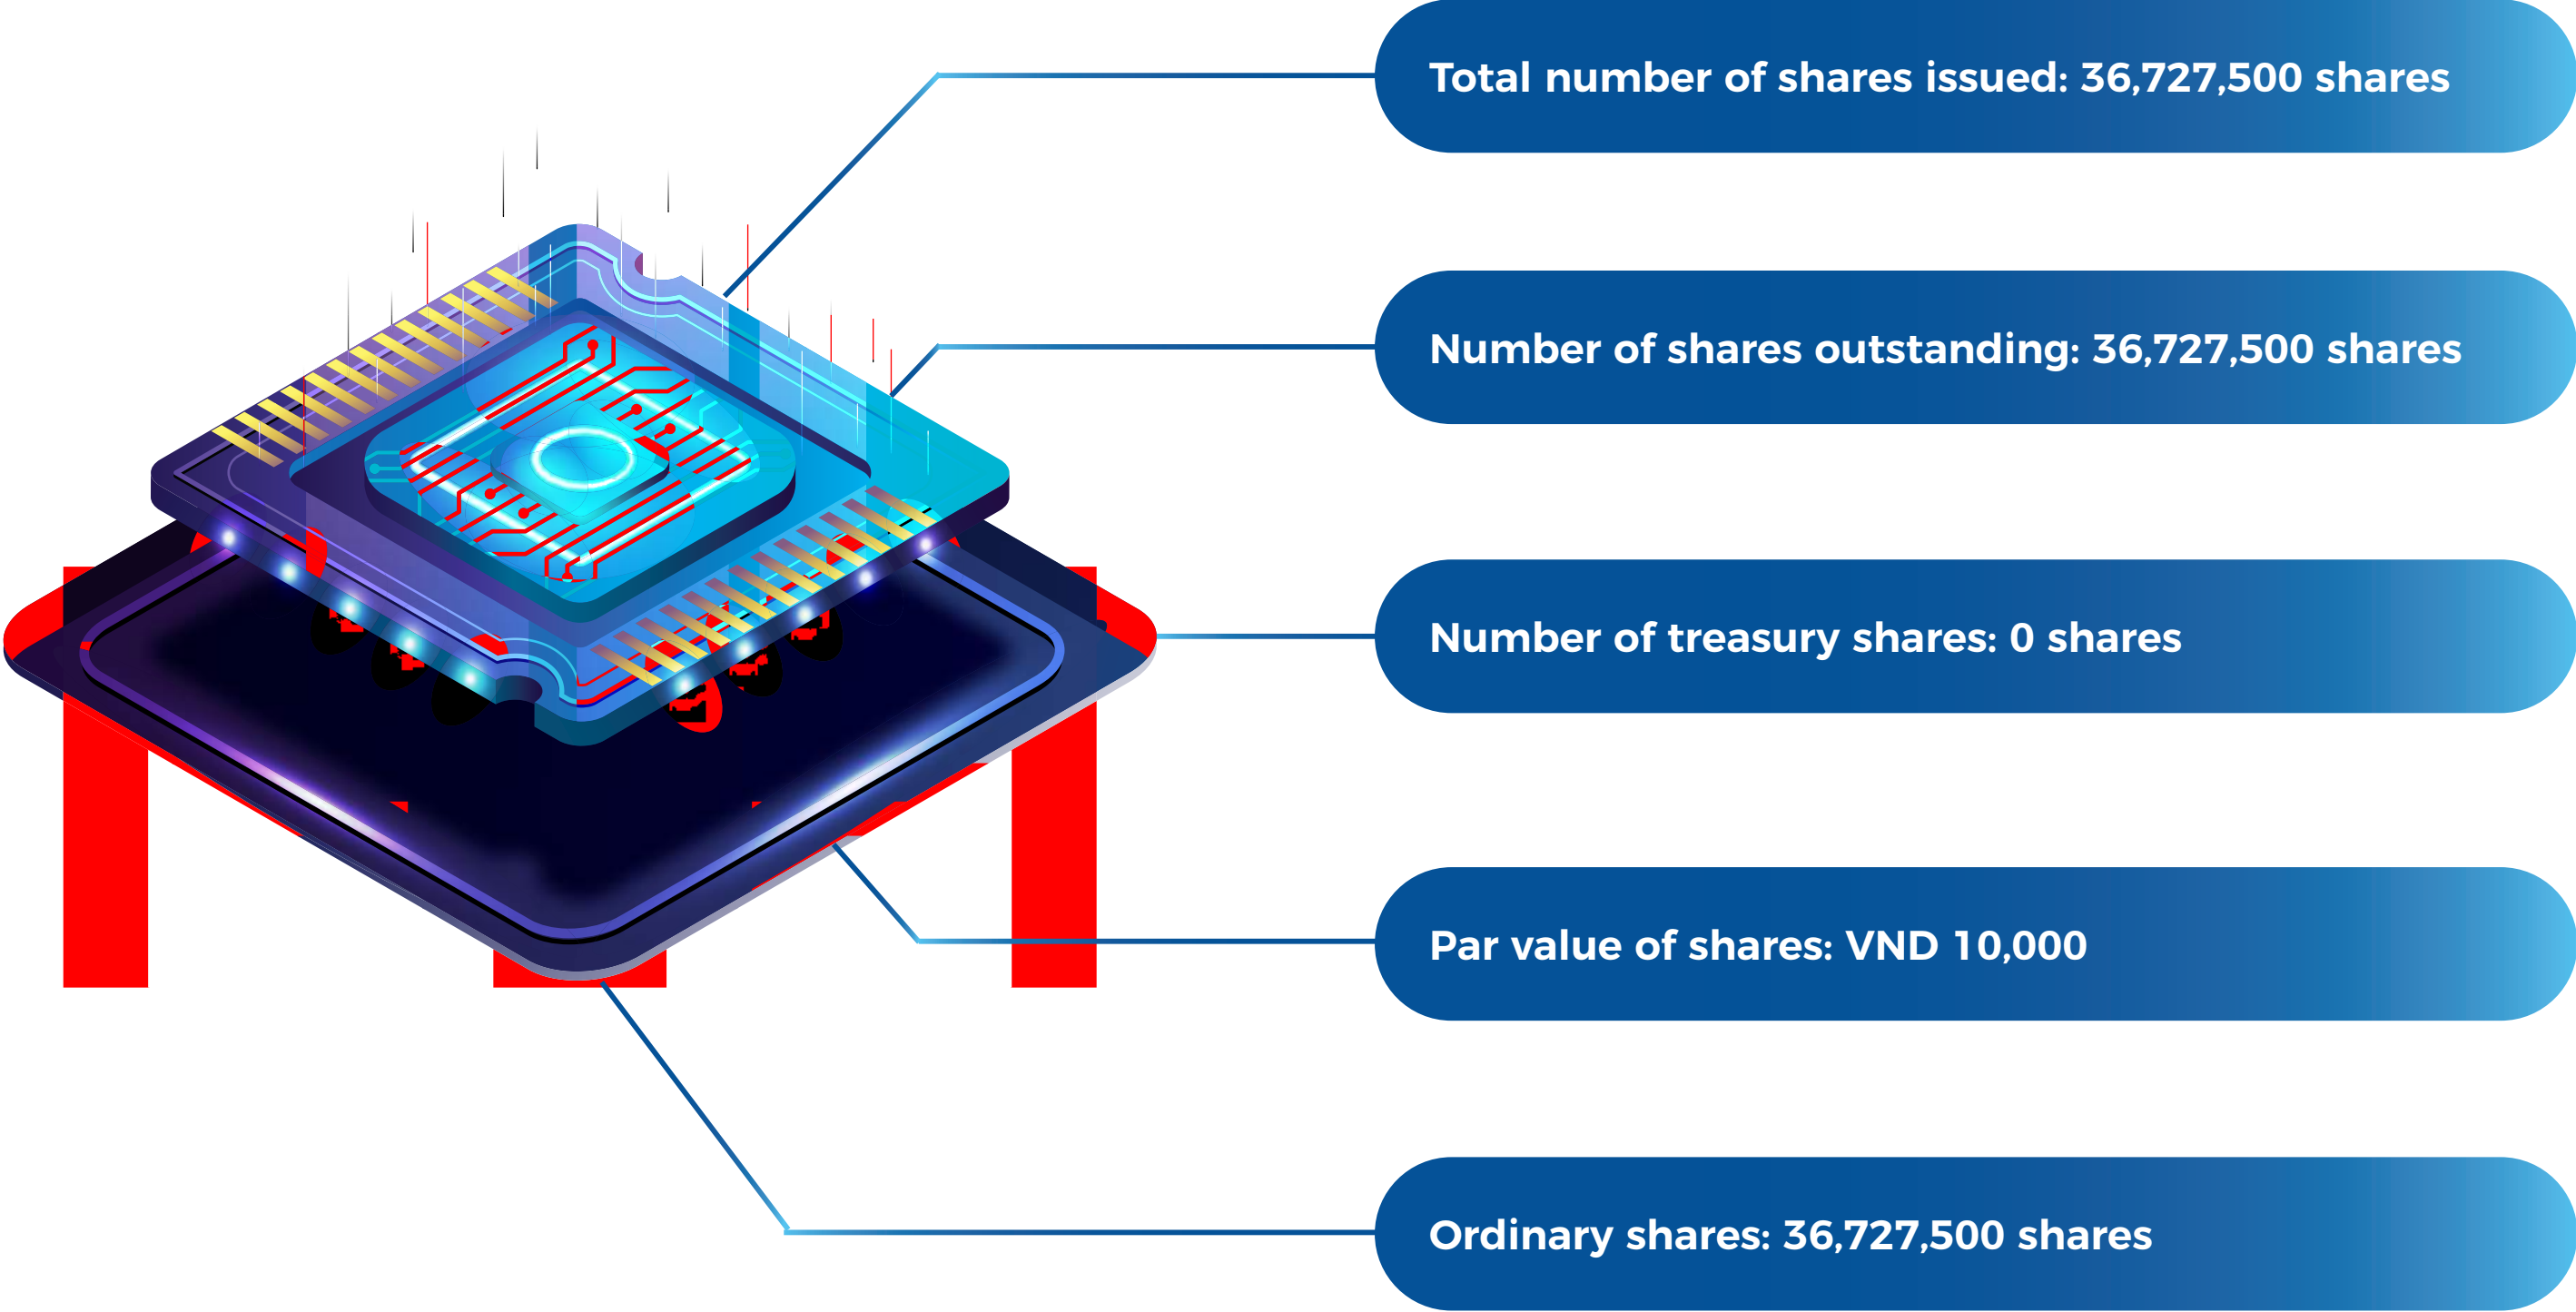 Total number of shares issued: 36,727,500 shares
Number of shares outstanding: 36,727,500 shares
Number of treasury shares: 0 shares
Par value of shares: VND 10,000
Ordinary shares: 36,727,500 shares